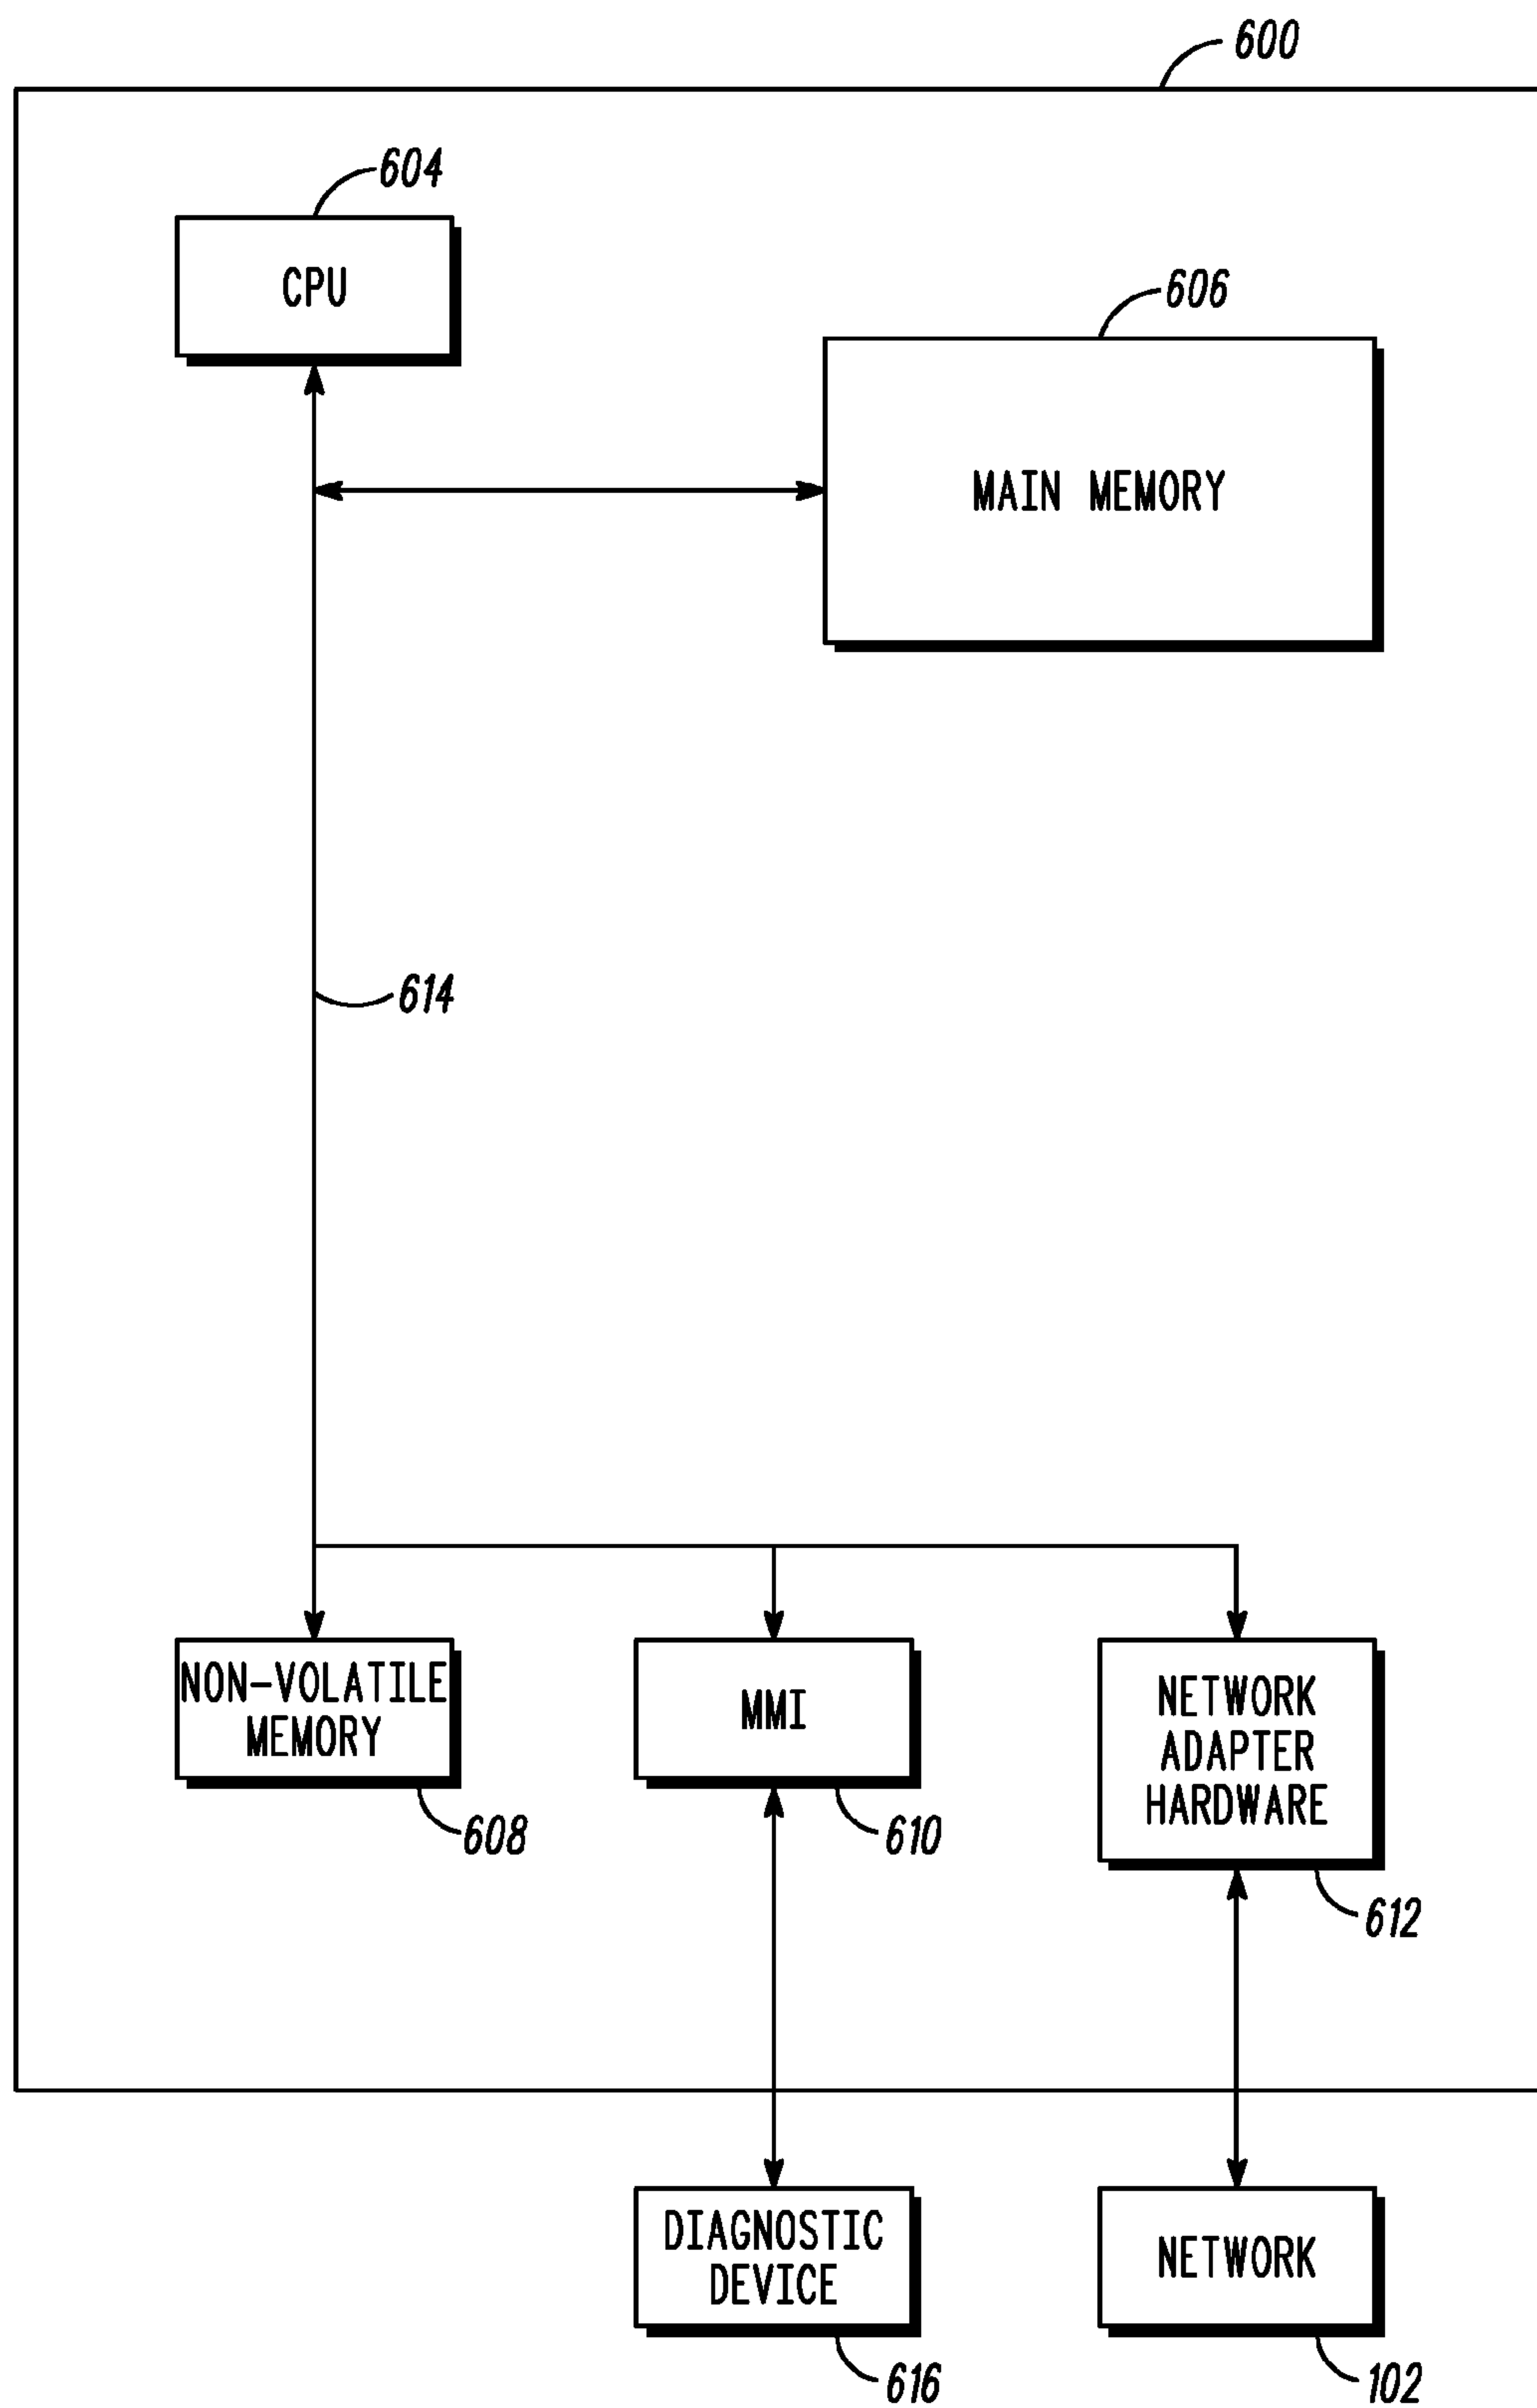 600
604
CPU
606
MAIN MEMORY
614
NON-VOLATILE
MEMORY
608
MMI
610
NETWORK
ADAPTER
HARDWARE
612
DIAGNOSTIC
DEVICE
616
NETWORK
102